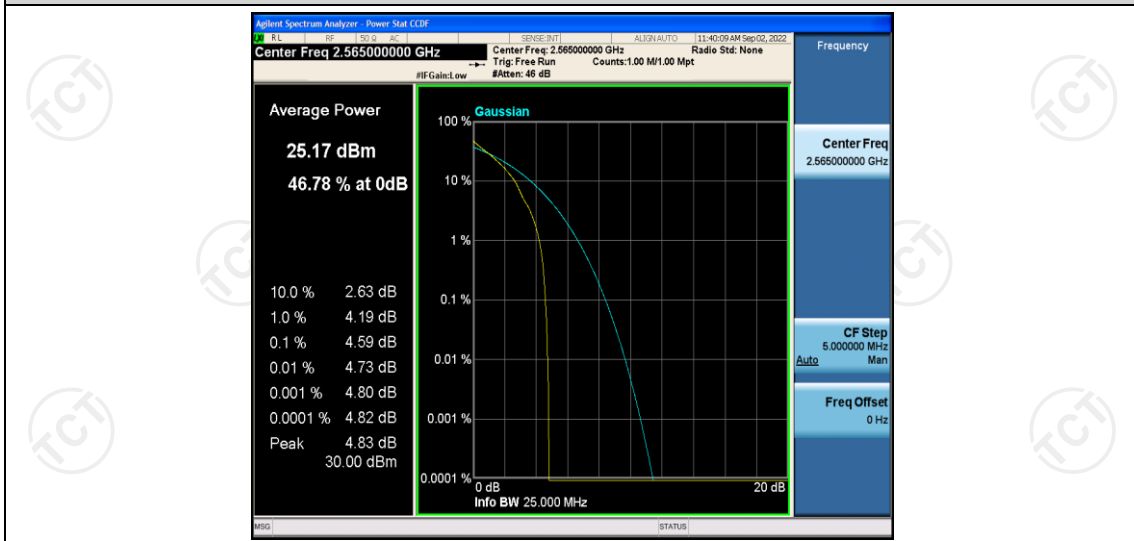 Agilent Spectrum Analyzer - Power Stat CCDF
LXI RL RF 50 Ω AC SENSE:INT ALIGN AUTO 11:40:09 AM Sep 02, 2022
Center Freq 2.565000000 GHz
Center Freq: 2.565000000 GHz Radio Std: None
Trig: Free Run Counts:1.00 M/1.00 Mpt
#IFGain:Low #Atten: 46 dB
Frequency
Average Power
25.17 dBm
46.78 % at 0dB
10.0 % 2.63 dB
1.0 % 4.19 dB
0.1 % 4.59 dB
0.01 % 4.73 dB
0.001 % 4.80 dB
0.0001 % 4.82 dB
Peak 4.83 dB
30.00 dBm
Gaussian
100 %
10 %
1 %
0.1 %
0.01 %
0.001 %
0.0001 %
0 dB 20 dB
Info BW 25.000 MHz
Center Freq
2.565000000 GHz
CF Step
5.000000 MHz
Auto Man
Freq Offset
0 Hz
MSG STATUS
TCT
TCT
TCT
TCT
TCT
TCT